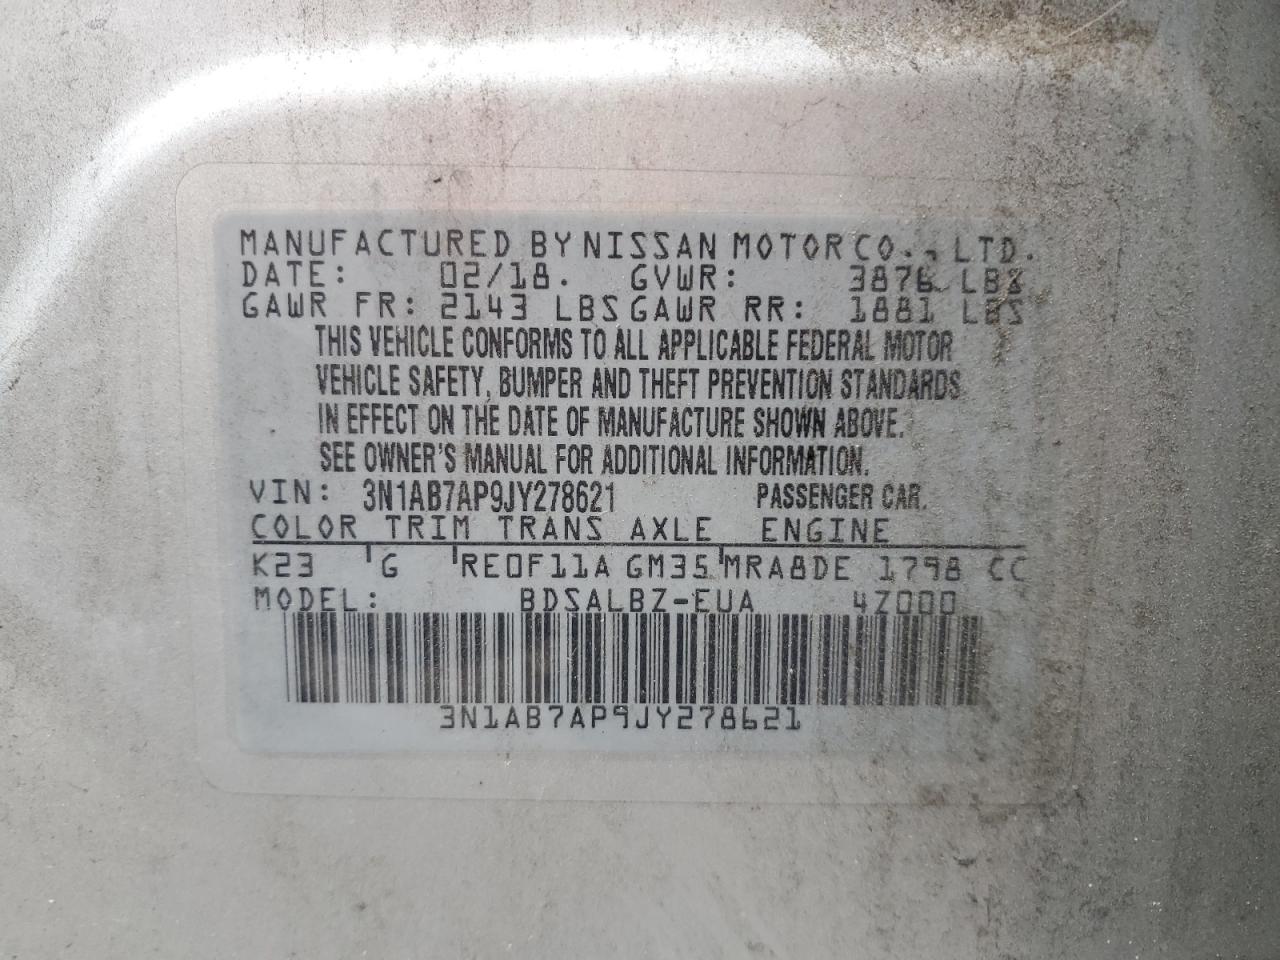 MANUFACTURED BY NISSAN MOTOR CO., LTD.
DATE: 02/18. GVWR: 3876 LBS
GAWR FR: 2143 LBS GAWR RR: 1881 LBS
THIS VEHICLE CONFORMS TO ALL APPLICABLE FEDERAL MOTOR
VEHICLE SAFETY, BUMPER AND THEFT PREVENTION STANDARDS
IN EFFECT ON THE DATE OF MANUFACTURE SHOWN ABOVE.
SEE OWNER'S MANUAL FOR ADDITIONAL INFORMATION.
VIN: 3N1AB7AP9JY278621 PASSENGER CAR.
COLOR TRIM TRANS AXLE ENGINE
K23 G RE0F11A GM35 MRA8DE 1798 CC
MODEL: BDSALBZ-EUA 4Z000
3N1AB7AP9JY278621